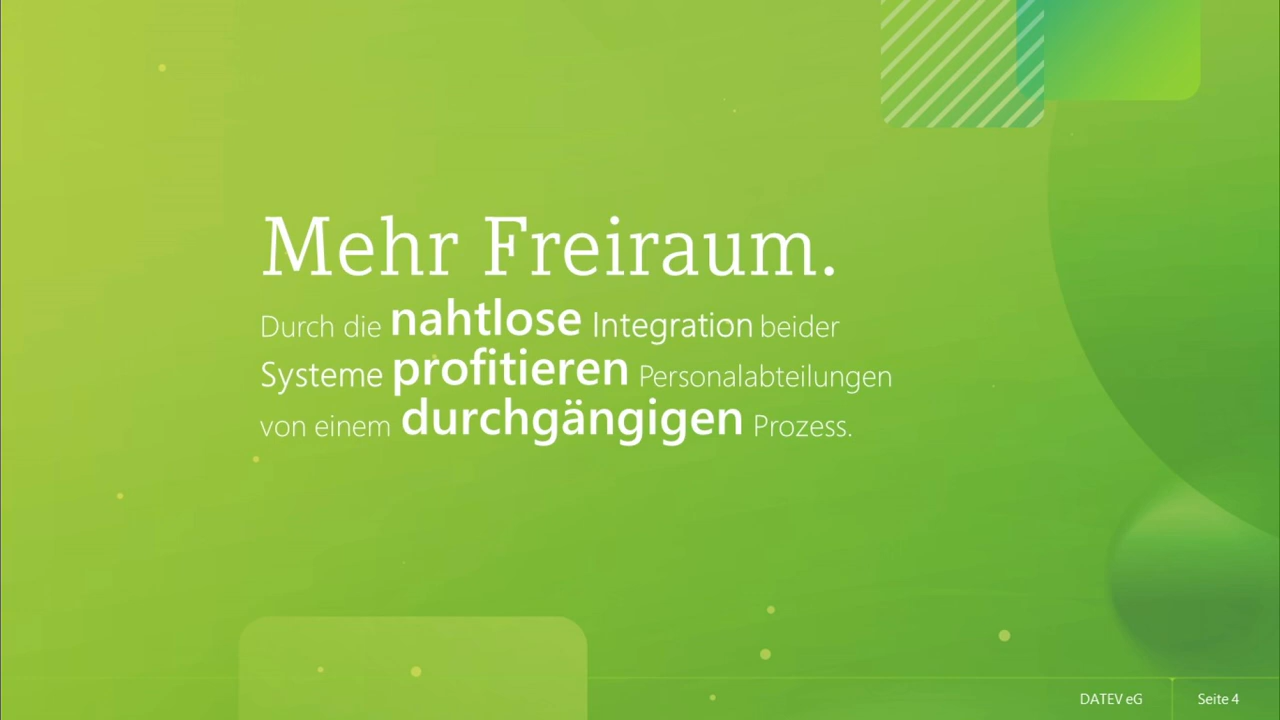 Mehr Freiraum.
Durch die nahtlose Integration beider
Systeme profitieren Personalabteilungen
von einem durchgängigen Prozess.
DATEV eG
Seite 4